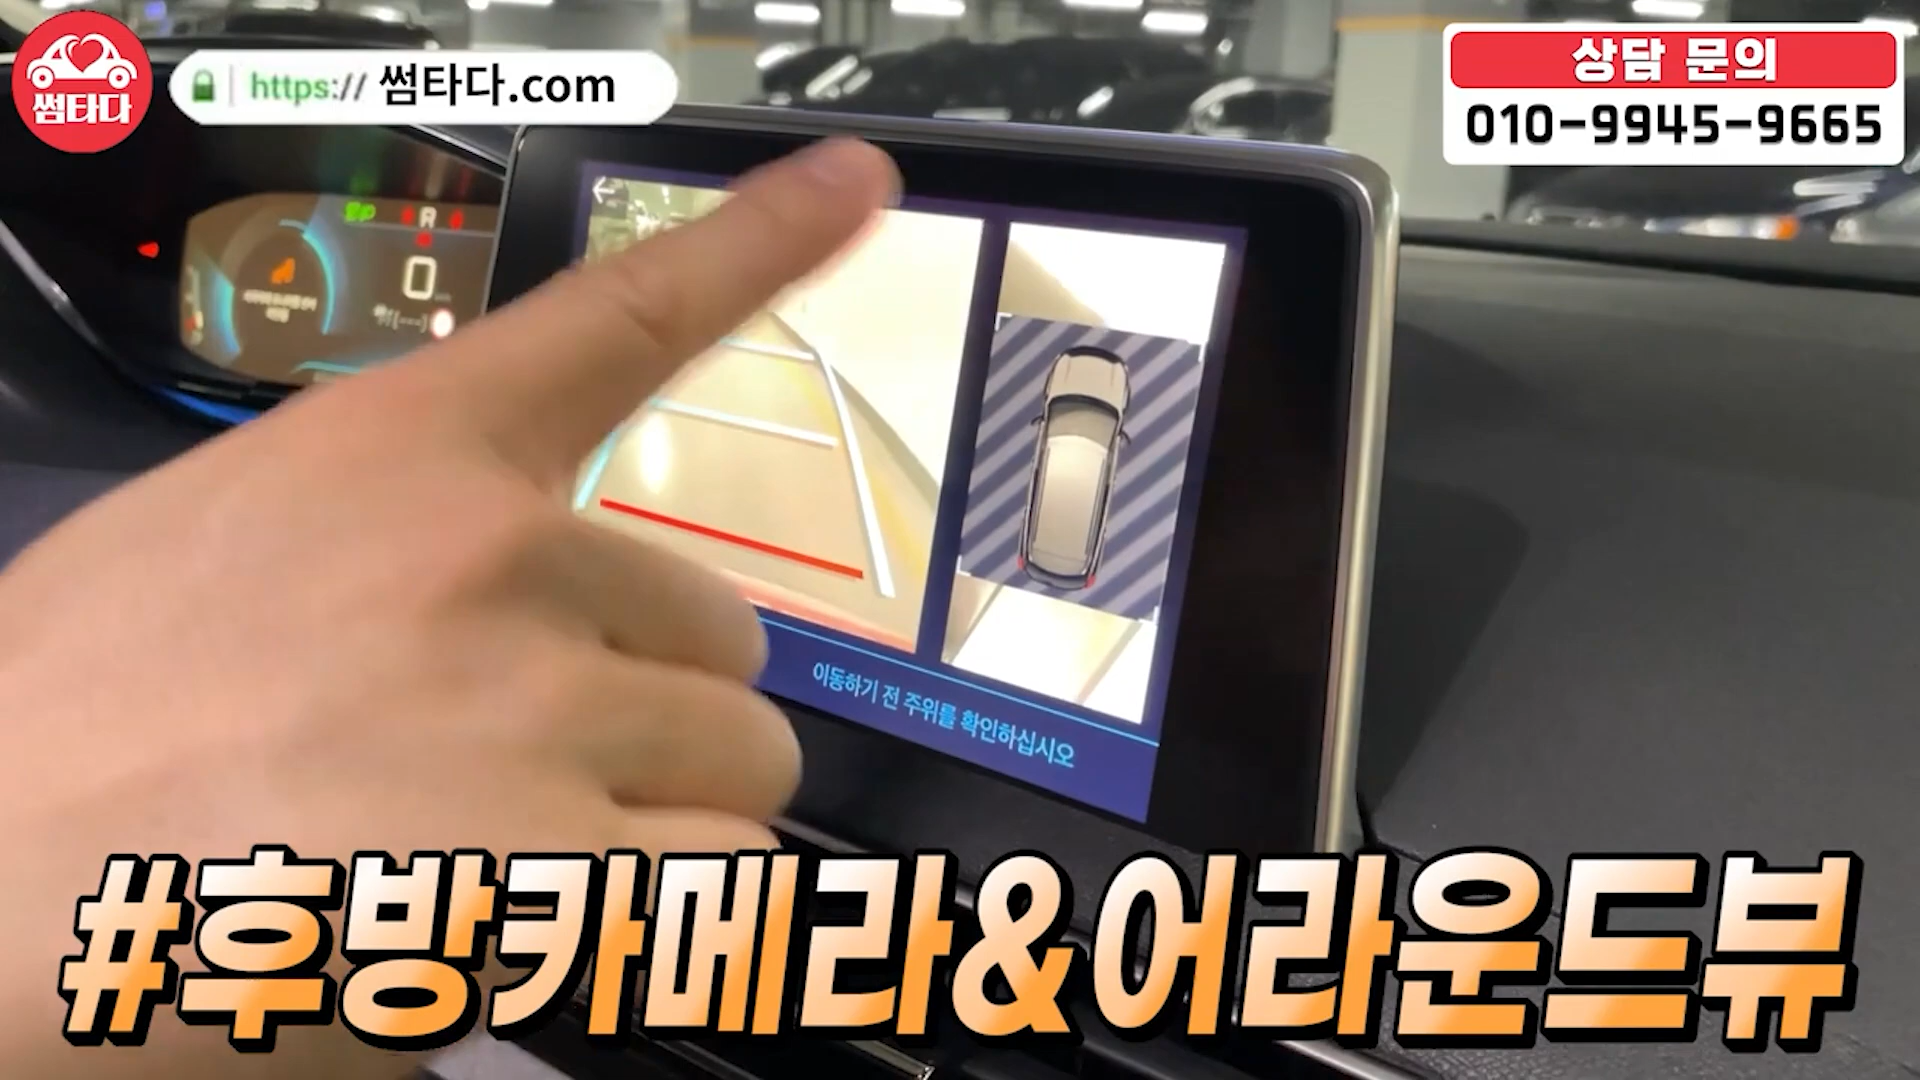 썸타다
https:// 썸타다.com
상담 문의
010-9945-9665
R
0
이동하기 전 주위를 확인하십시오
#후방카메라&어라운드뷰